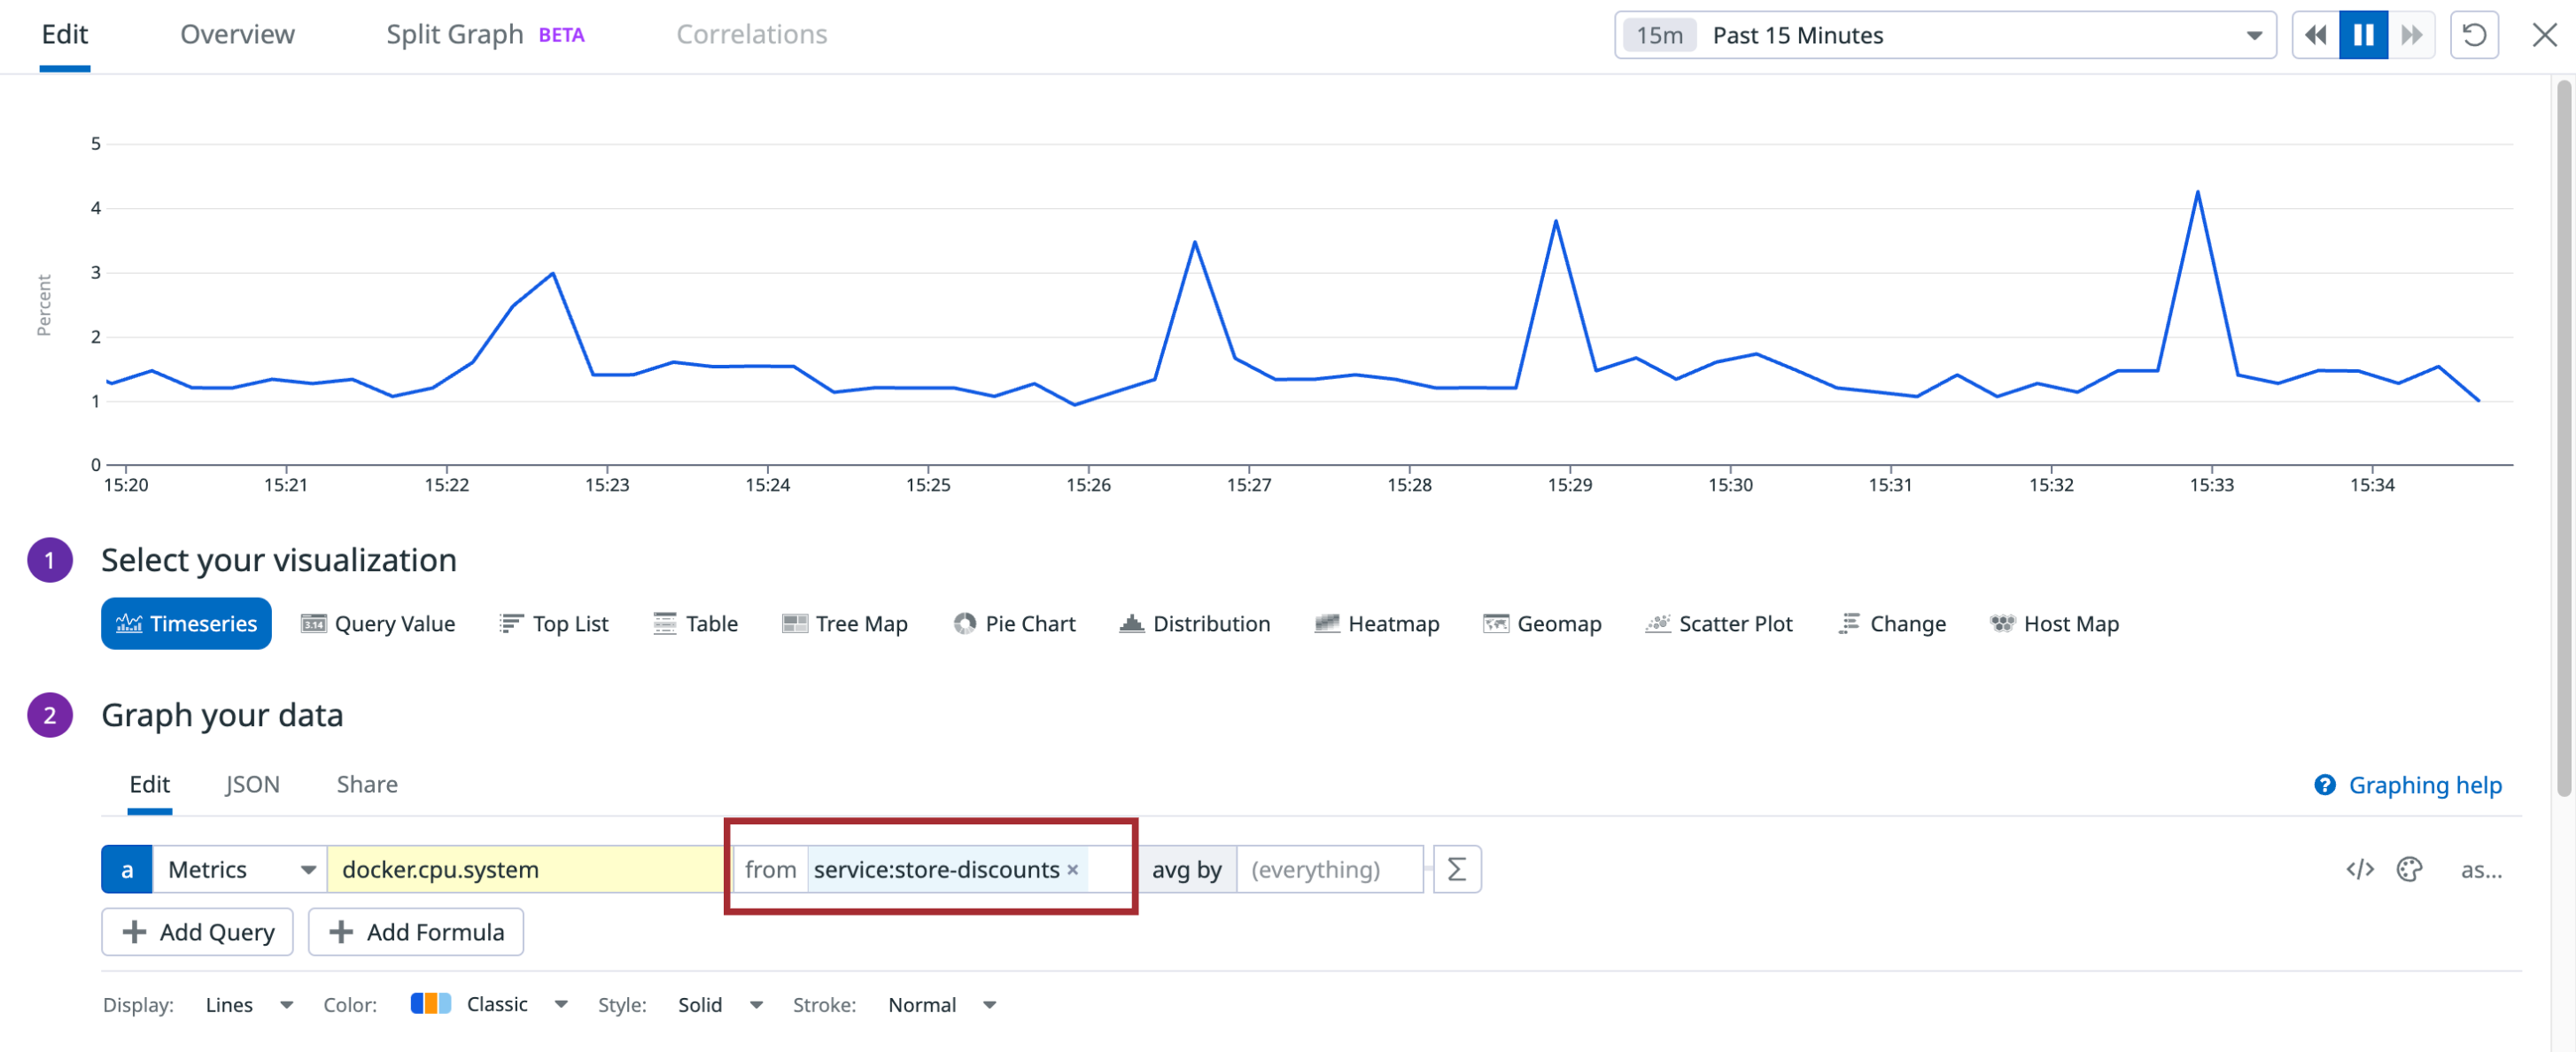 Edit Overview Split Graph BETA Correlations 15m Past 15 Minutes
5
4
3
2
1
0
Percent
15:20 15:21 15:22 15:23 15:24 15:25 15:26 15:27 15:28 15:29 15:30 15:31 15:32 15:33 15:34
1 Select your visualization
Timeseries 3.14 Query Value Top List Table Tree Map Pie Chart Distribution Heatmap Geomap Scatter Plot Change Host Map
2 Graph your data
Edit JSON Share ? Graphing help
a Metrics docker.cpu.system from service:store-discounts × avg by (everything) Σ </> as...
+ Add Query + Add Formula
Display: Lines Color: Classic Style: Solid Stroke: Normal